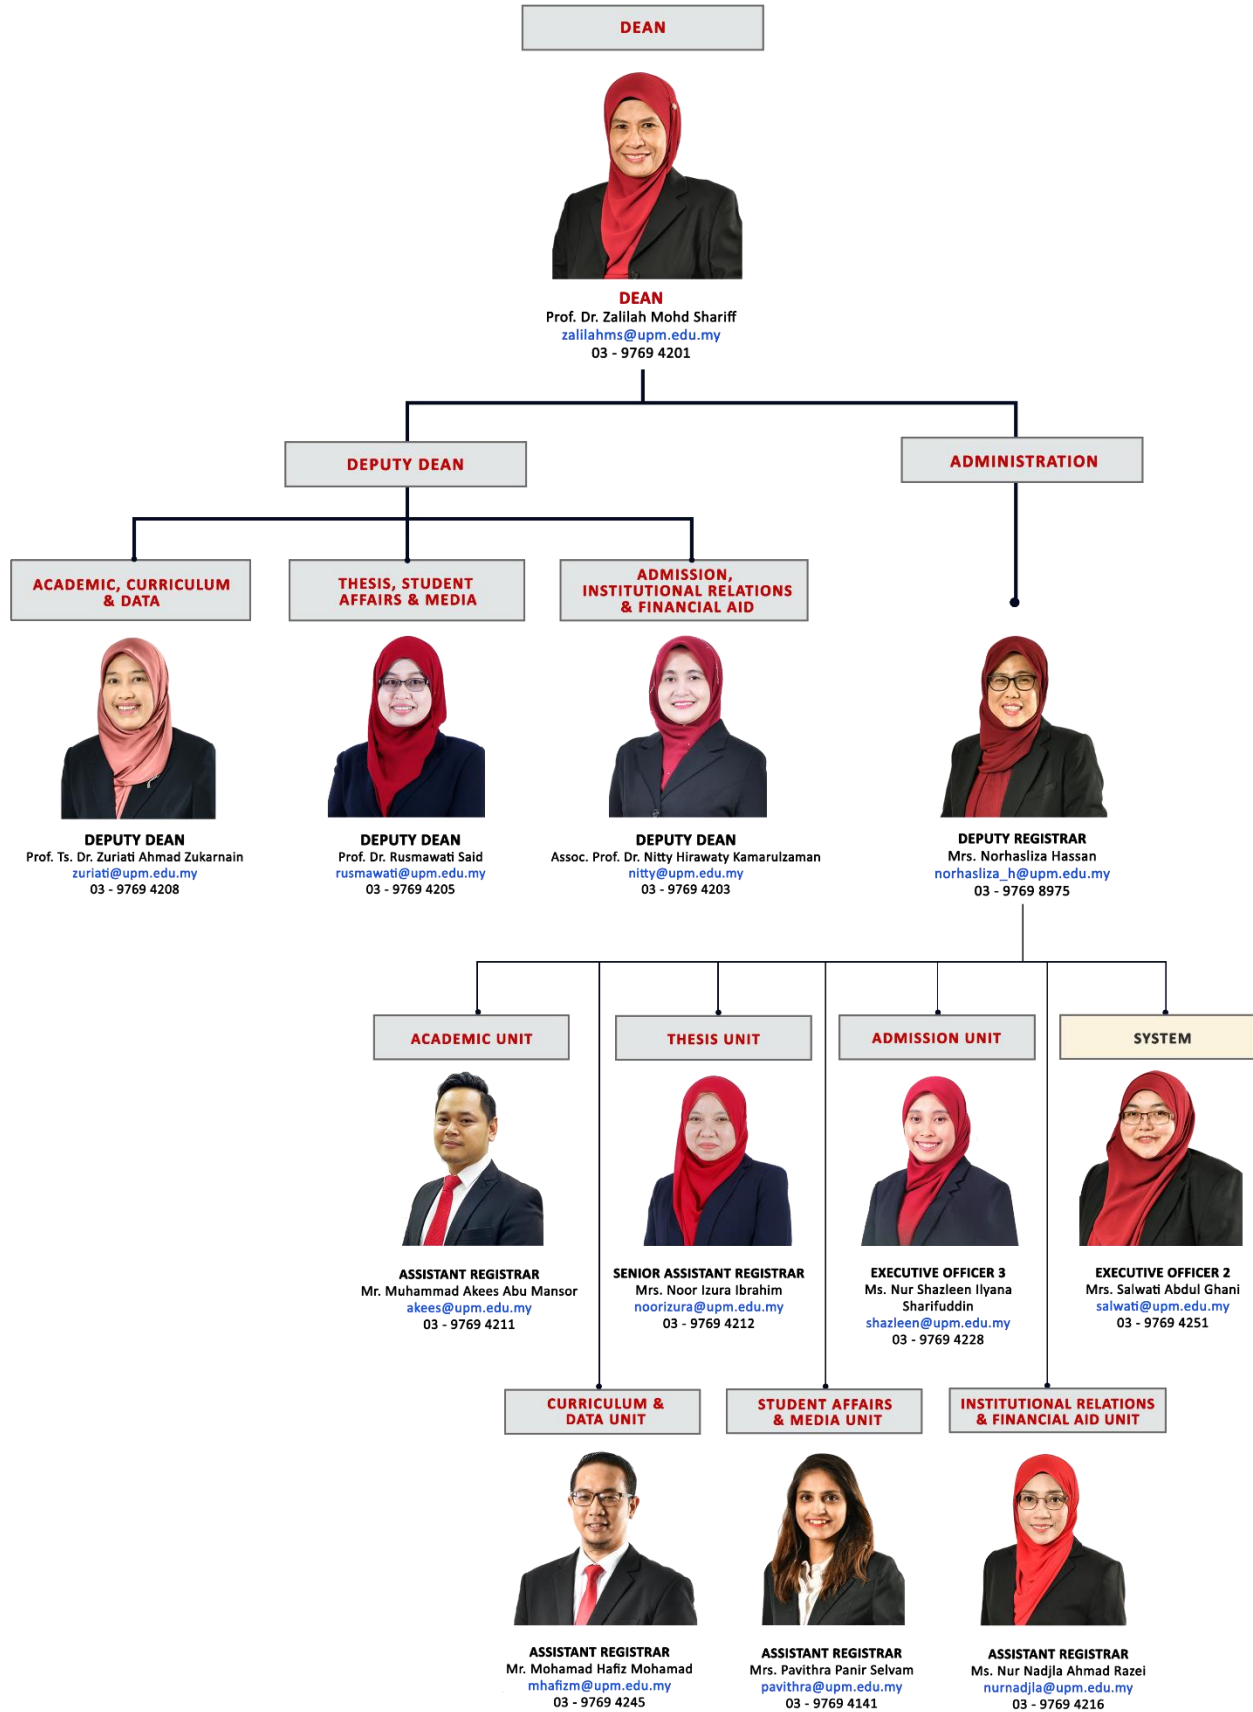 DEAN
DEAN
Prof. Dr. Zalilah Mohd Shariff
zalilahms@upm.edu.my
03 - 9769 4201
DEPUTY DEAN
ADMINISTRATION
ACADEMIC, CURRICULUM
& DATA
THESIS, STUDENT
AFFAIRS & MEDIA
ADMISSION,
INSTITUTIONAL RELATIONS
& FINANCIAL AID
DEPUTY DEAN
Prof. Ts. Dr. Zuriati Ahmad Zukarnain
zuriati@upm.edu.my
03 - 9769 4208
DEPUTY DEAN
Prof. Dr. Rusmawati Said
rusmawati@upm.edu.my
03 - 9769 4205
DEPUTY DEAN
Assoc. Prof. Dr. Nitty Hirawaty Kamarulzaman
nitty@upm.edu.my
03 - 9769 4203
DEPUTY REGISTRAR
Mrs. Norhasliza Hassan
norhasliza_h@upm.edu.my
03 - 9769 8975
ACADEMIC UNIT
THESIS UNIT
ADMISSION UNIT
SYSTEM
ASSISTANT REGISTRAR
Mr. Muhammad Akees Abu Mansor
akees@upm.edu.my
03 - 9769 4211
SENIOR ASSISTANT REGISTRAR
Mrs. Noor Izura Ibrahim
noorizura@upm.edu.my
03 - 9769 4212
EXECUTIVE OFFICER 3
Ms. Nur Shazleen Ilyana
Sharifuddin
shazleen@upm.edu.my
03 - 9769 4228
EXECUTIVE OFFICER 2
Mrs. Salwati Abdul Ghani
salwati@upm.edu.my
03 - 9769 4251
CURRICULUM &
DATA UNIT
STUDENT AFFAIRS
& MEDIA UNIT
INSTITUTIONAL RELATIONS
& FINANCIAL AID UNIT
ASSISTANT REGISTRAR
Mr. Mohamad Hafiz Mohamad
mhafizm@upm.edu.my
03 - 9769 4245
ASSISTANT REGISTRAR
Mrs. Pavithra Panir Selvam
pavithra@upm.edu.my
03 - 9769 4141
ASSISTANT REGISTRAR
Ms. Nur Nadjla Ahmad Razei
nurnadjla@upm.edu.my
03 - 9769 4216